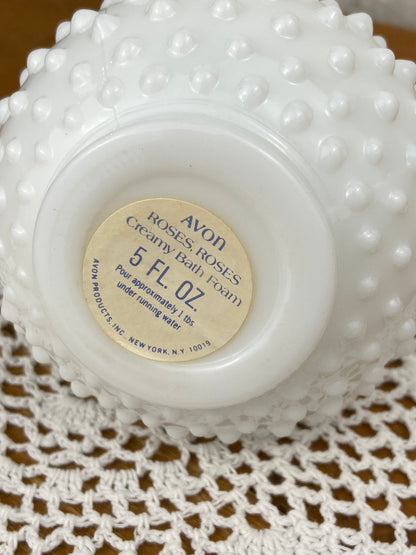 AVON
ROSES, ROSES
Creamy Bath Foam
5 FL. OZ.
Pour approximately 1 tbs.
under running water
AVON PRODUCTS, INC. NEW YORK, N.Y. 10019